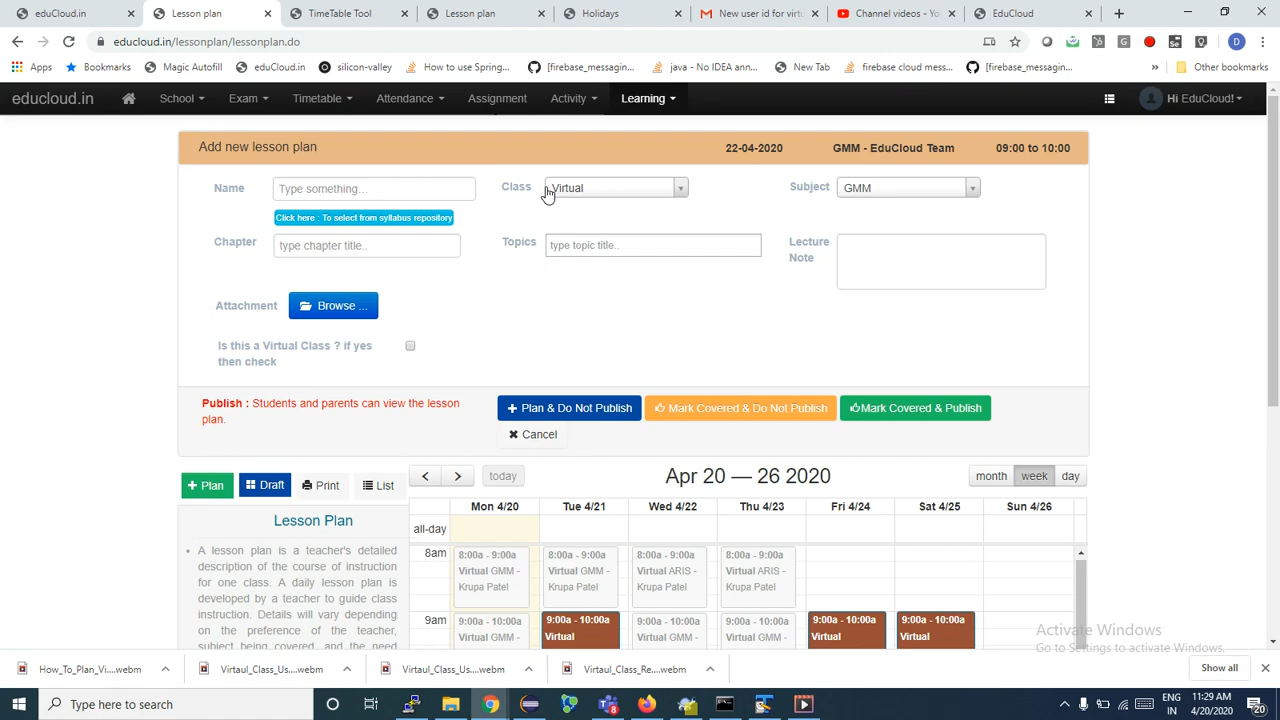 eduCloud.in
Lesson plan
TimeTable Tool
Lesson plan
Holidays
New user id for virtu
Channel videos - Yo
EduCloud
educloud.in/lessonplan/lessonplan.do
Apps
Bookmarks
Magic Autofill
eduCloud.in
silicon-valley
How to use Spring...
[firebase_messagin...
java - No IDEA ann...
New Tab
firebase cloud mess...
[firebase_messagin...
»
Other bookmarks
educloud.in
School
Exam
Timetable
Attendance
Assignment
Activity
Learning
Hi EduCloud!
Add new lesson plan
22-04-2020
GMM - EduCloud Team
09:00 to 10:00
Name
Type something...
Class
Virtual
Subject
GMM
Click here : To select from syllabus repository
Chapter
type chapter title..
Topics
type topic title..
Lecture
Note
Attachment
Browse ...
Is this a Virtual Class ? if yes
then check
Publish : Students and parents can view the lesson
plan.
Plan & Do Not Publish
Mark Covered & Do Not Publish
Mark Covered & Publish
Cancel
Plan
Draft
Print
List
today
Apr 20 — 26 2020
month
week
day
Mon 4/20
Tue 4/21
Wed 4/22
Thu 4/23
Fri 4/24
Sat 4/25
Sun 4/26
all-day
Lesson Plan
A lesson plan is a teacher's detailed
description of the course of instruction
for one class. A daily lesson plan is
developed by a teacher to guide class
instruction. Details will vary depending
on the preference of the teacher,
subject being covered, and the need
8am
8:00a - 9:00a
Virtual GMM -
Krupa Patel
8:00a - 9:00a
Virtual GMM -
Krupa Patel
8:00a - 9:00a
Virtual ARIS -
Krupa Patel
8:00a - 9:00a
Virtual ARIS -
Krupa Patel
9am
9:00a - 10:00a
Virtual GMM -
9:00a - 10:00a
Virtual
9:00a - 10:00a
Virtual GMM -
9:00a - 10:00a
Virtual GMM -
9:00a - 10:00a
Virtual
9:00a - 10:00a
Virtual
Activate Windows
Go to Settings to activate Windows.
How_To_Plan_Vi....webm
Virtaul_Class_Us....webm
Virtaul_Class_Us....webm
Virtaul_Class_Re....webm
Show all
Type here to search
ENG
IN
11:29 AM
4/20/2020
20